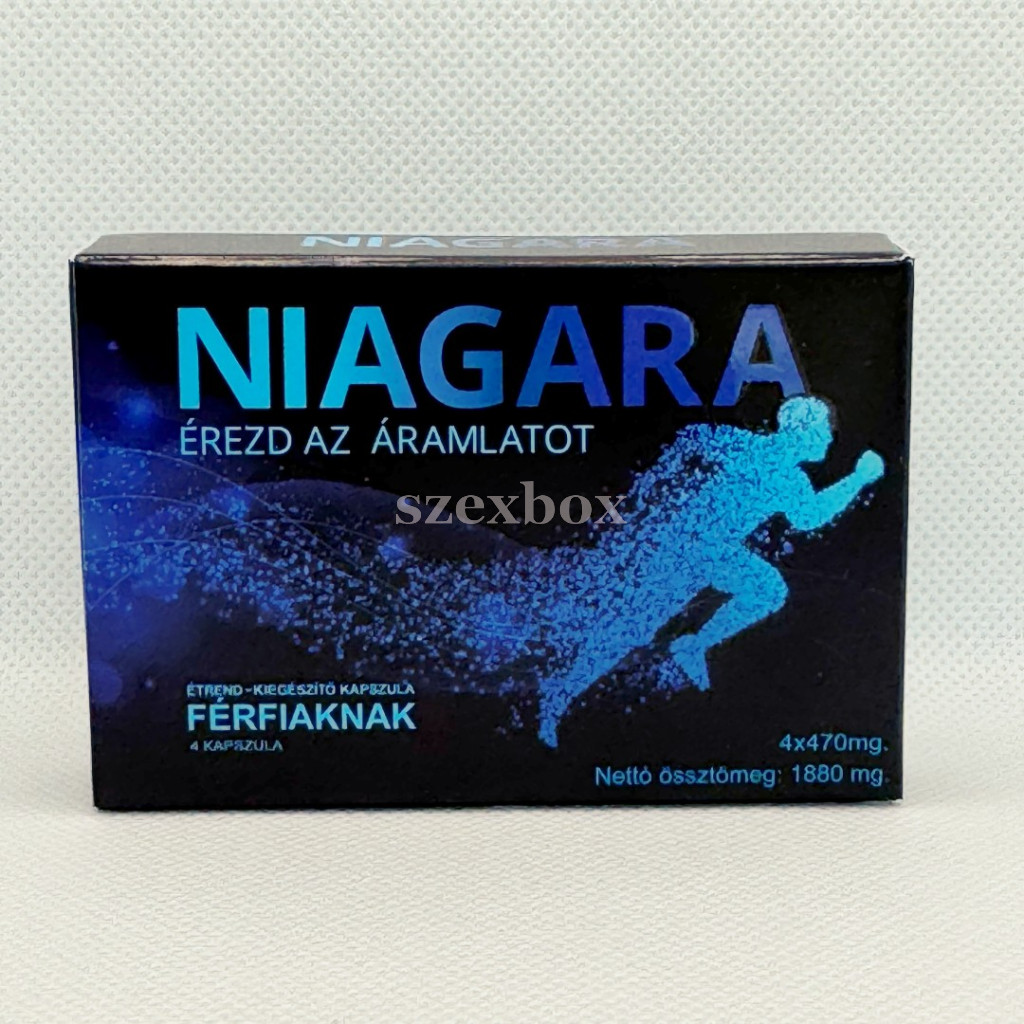 NIAGARA
NIAGARA
ÉREZD AZ ÁRAMLATOT
szexbox
ÉTREND-KIEGÉSZÍTŐ KAPSZULA
FÉRFIAKNAK
4 KAPSZULA
4x470mg.
Nettó össztömeg: 1880 mg.